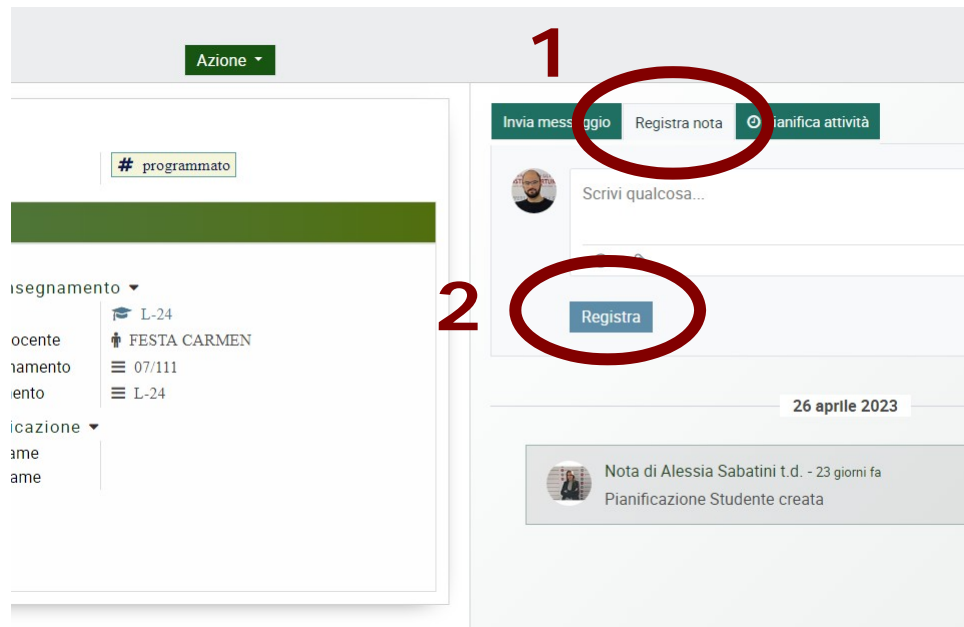 1
Azione
Invia messaggio
Registra nota
Pianifica attività
# programmato
Scrivi qualcosa...
nsegnamento
L-24
ocente
FESTA CARMEN
namento
07/111
ento
L-24
icazione
ame
ame
2
Registra
26 aprile 2023
Nota di Alessia Sabatini t.d. - 23 giorni fa
Pianificazione Studente creata